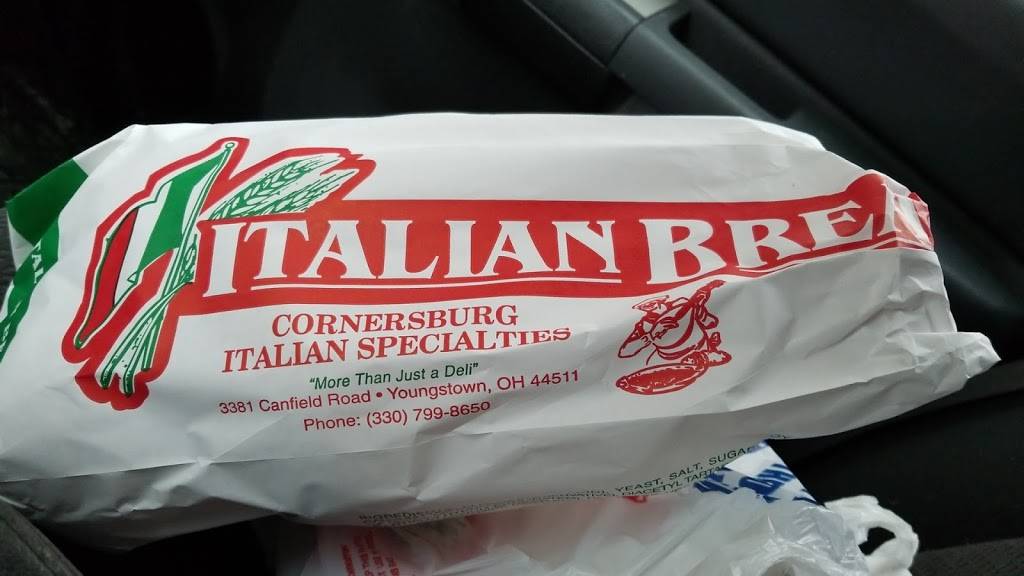 ITALIAN BREA
CORNERSBURG
ITALIAN SPECIALTIES
"More Than Just a Deli"
3381 Canfield Road • Youngstown, OH 44511
Phone: (330) 799-8650
YEAST, SALT, SUGAR